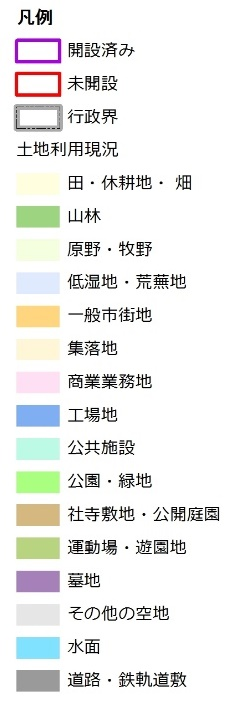 凡例
開設済み
未開設
行政界
土地利用現況
田・休耕地・ 畑
山林
原野・牧野
低湿地・荒蕪地
一般市街地
集落地
商業業務地
工場地
公共施設
公園・緑地
社寺敷地・公開庭園
運動場・遊園地
墓地
その他の空地
水面
道路・鉄軌道敷